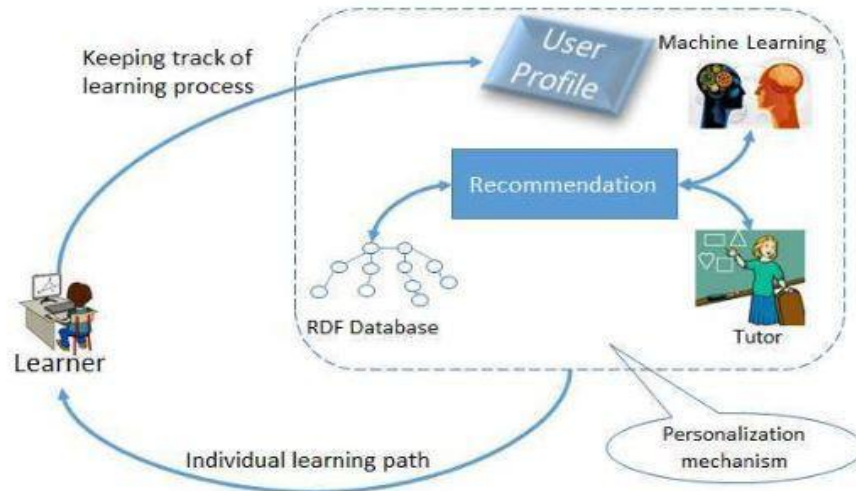 Keeping track of
learning process
User
Profile
Machine Learning
Recommendation
RDF Database
Tutor
Learner
Individual learning path
Personalization
mechanism